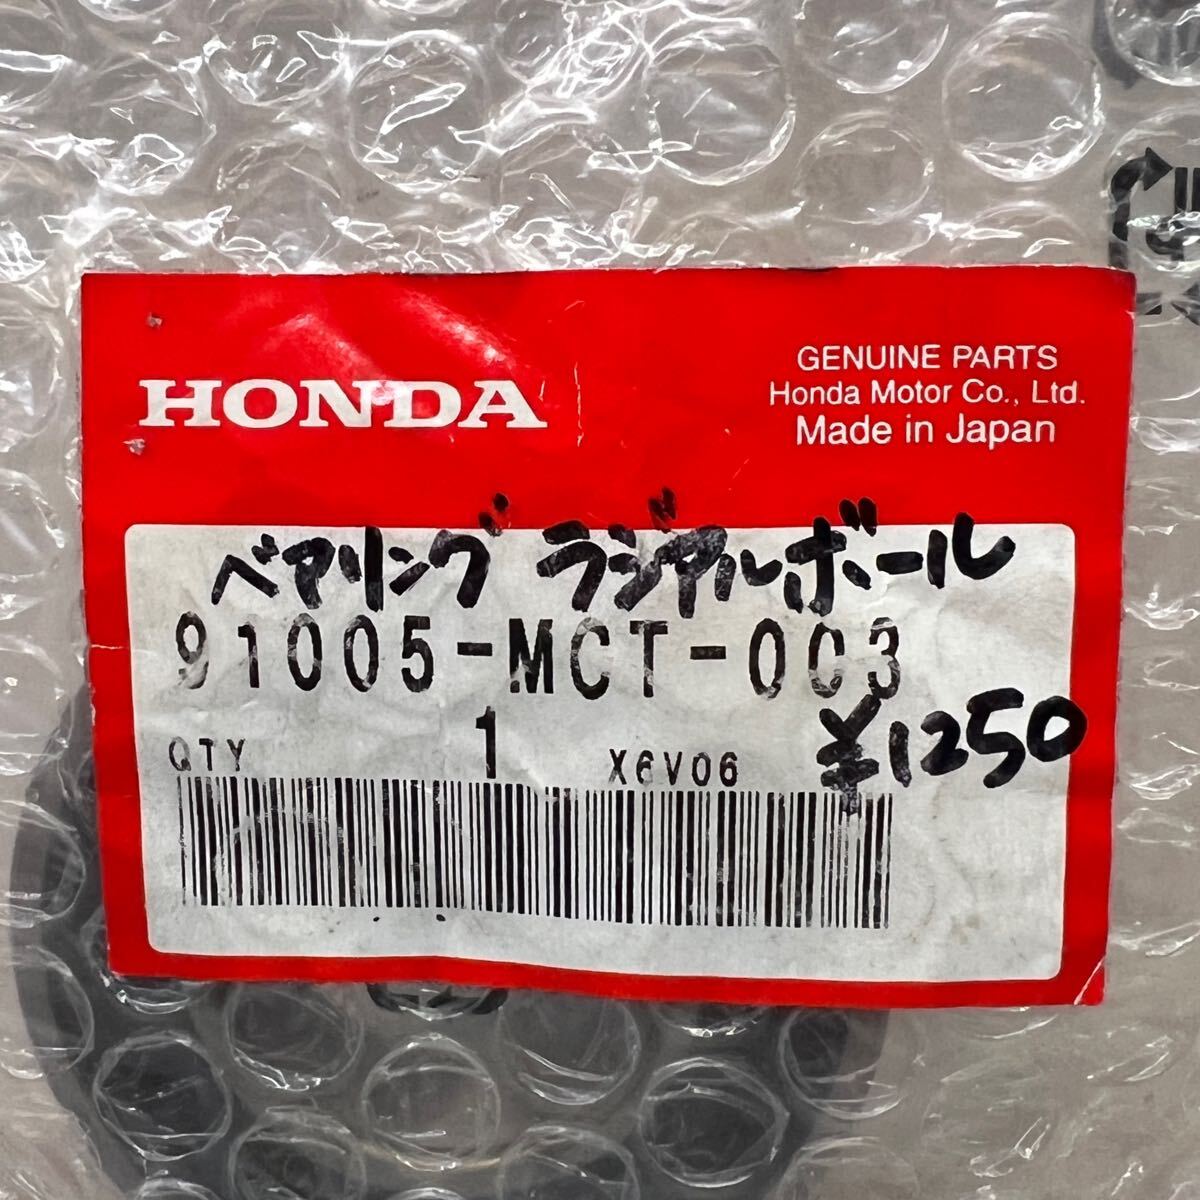 HONDA
GENUINE PARTS
Honda Motor Co., Ltd.
Made in Japan
ベアリング ラジアルボール
91005-MCT-003
QTY 1 X6V06 ¥1250